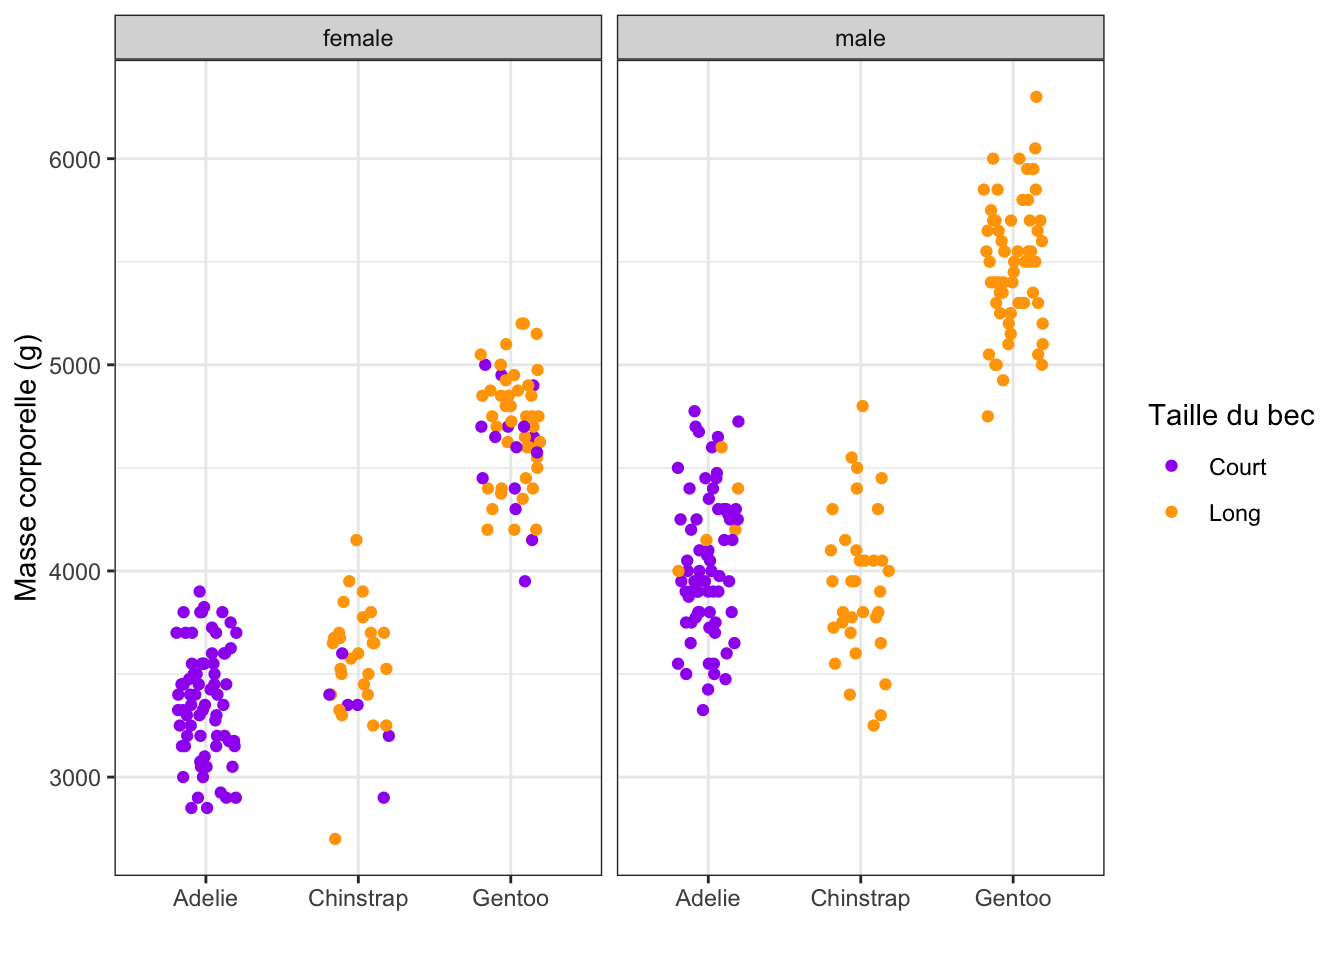 female
male
6000
5000
4000
3000
Masse corporelle (g)
Adelie
Chinstrap
Gentoo
Adelie
Chinstrap
Gentoo
Taille du bec
Court
Long